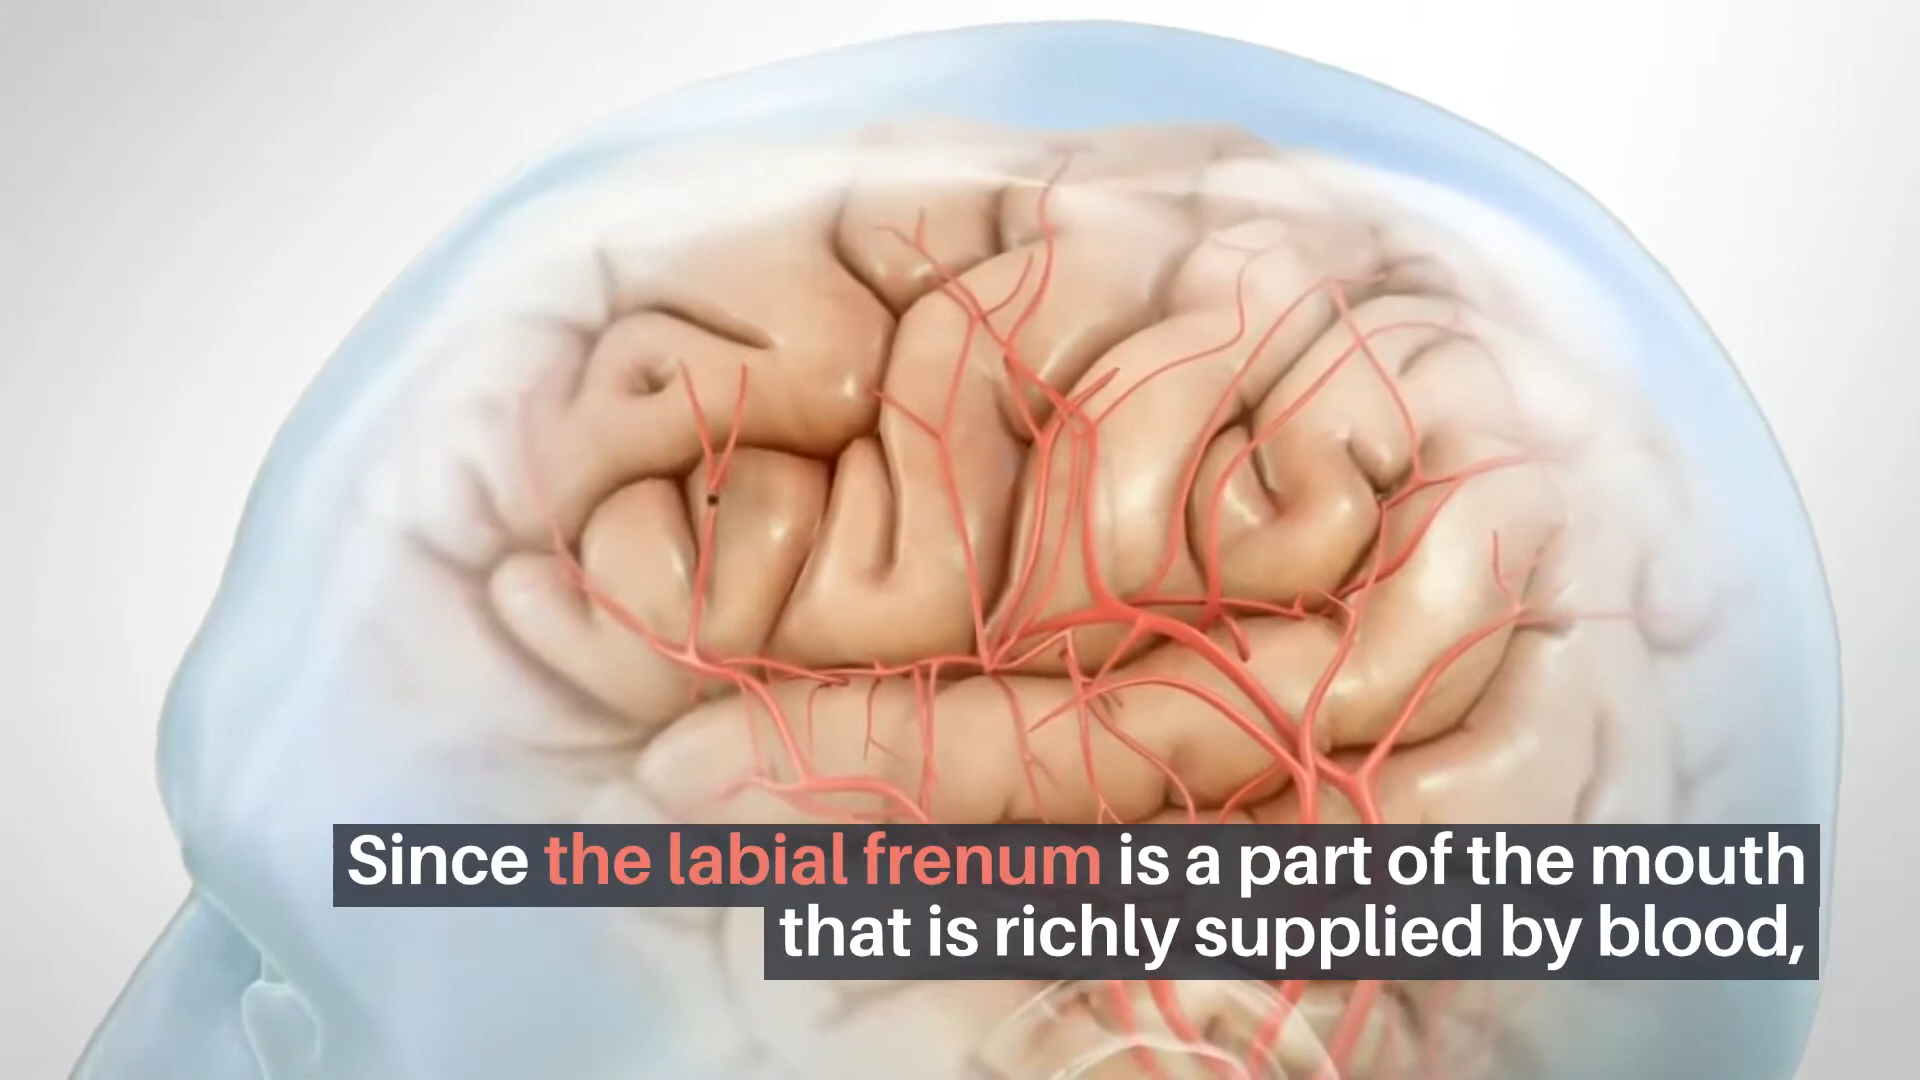 Since the labial frenum is a part of the mouth
that is richly supplied by blood,